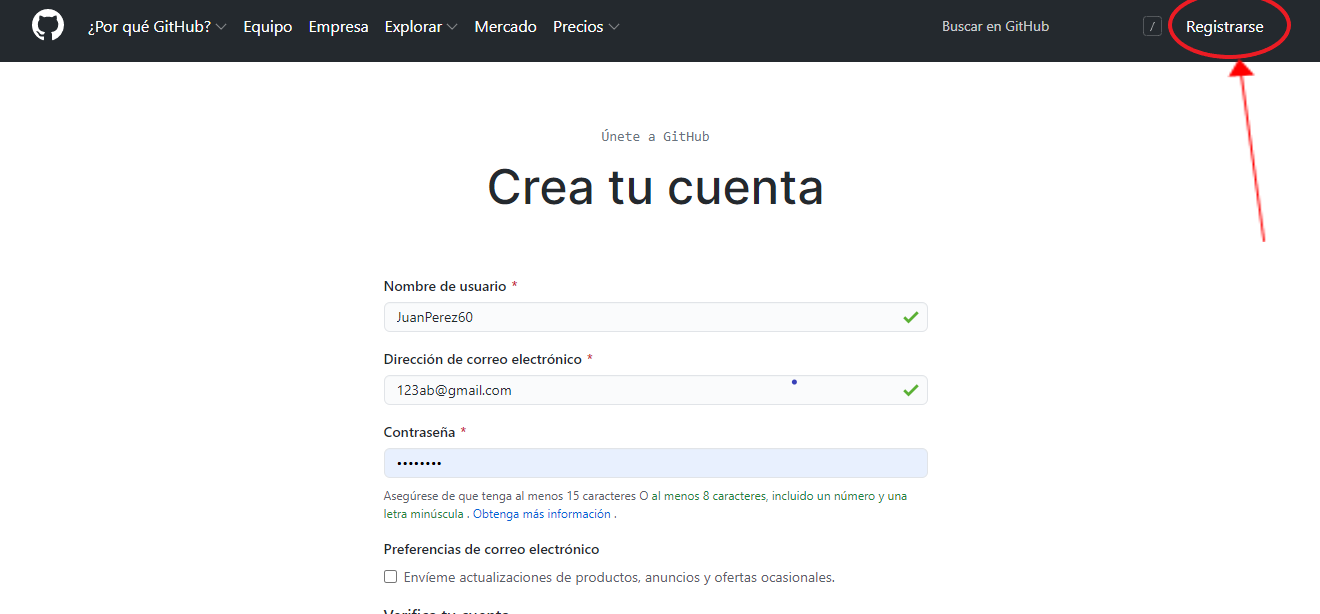 ¿Por qué GitHub? Equipo Empresa Explorar Mercado Precios Buscar en GitHub / Registrarse
Únete a GitHub
Crea tu cuenta
Nombre de usuario *
JuanPerez60
Dirección de correo electrónico *
123ab@gmail.com
Contraseña *
••••••••
Asegúrese de que tenga al menos 15 caracteres O al menos 8 caracteres, incluido un número y una
letra minúscula . Obtenga más información .
Preferencias de correo electrónico
Envíeme actualizaciones de productos, anuncios y ofertas ocasionales.
Verifica tu cuenta